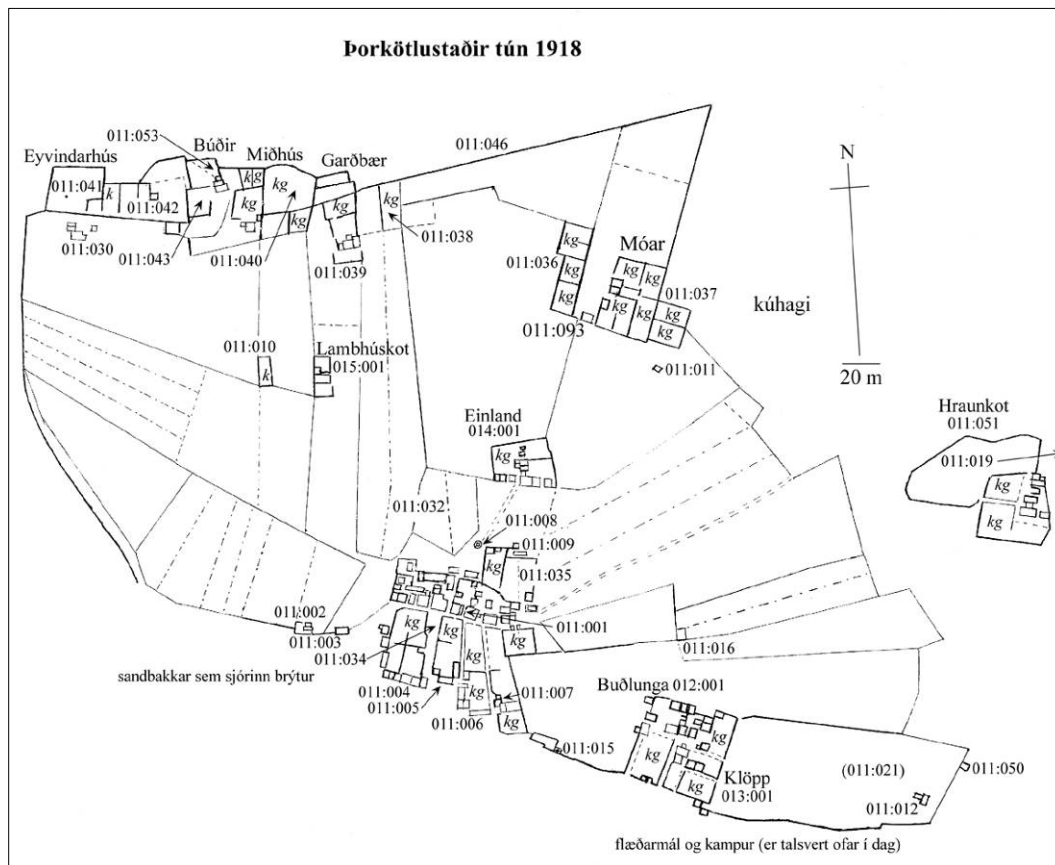 Þorkötlustaðir tún 1918
011:053
Búðir
Eyvindarhús
Miðhús
Garðbær
011:046
N
011:041
k
011:042
kg
kg
kg
kg
kg
kg
011:030
011:043
011:040
011:039
011:038
kg
011:036
kg
kg
Móar
kg
kg
011:037
kg
kg
kg
kg
011:093
kúhagi
20 m
011:010
k
Lambhúskot
015:001
011:011
Einland
014:001
kg
Hraunkot
011:051
011:019
kg
kg
011:032
011:008
011:009
kg
011:035
011:002
011:003
011:001
kg
kg
kg
kg
011:034
011:016
sandbakkar sem sjórinn brýtur
011:004
011:005
011:006
kg
011:007
kg
Buðlunga 012:001
kg
kg
011:015
Klöpp
013:001
kg
(011:021)
011:050
011:012
flæðarmál og kampur (er talsvert ofar í dag)